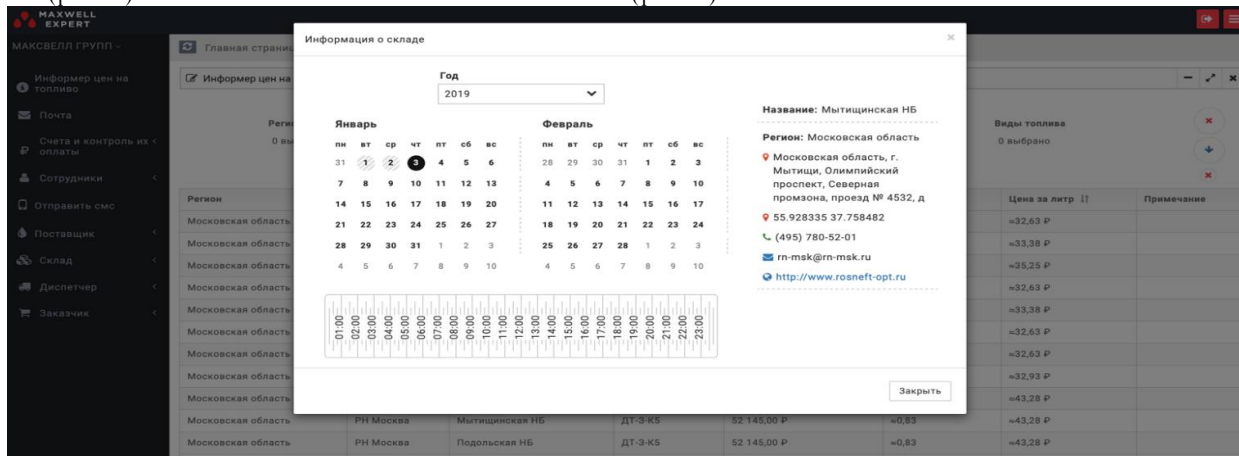 MAXWELL
EXPERT
МАКСВЕЛЛ ГРУПП
Информер цен на
топливо
Почта
Счета и контроль их
оплаты
Сотрудники
Отправить смс
Поставщик
Склад
Диспетчер
Заказчик
Главная страниц
Информер цен на
Реги
0 вы
Виды топлива
0 выбрано
Регион
Цена за литр
Примечание
Московская область ≈32,63 ₽
Московская область ≈33,38 ₽
Московская область ≈35,25 ₽
Московская область ≈32,63 ₽
Московская область ≈33,38 ₽
Московская область ≈32,63 ₽
Московская область ≈32,63 ₽
Московская область ≈32,93 ₽
Московская область ≈43,28 ₽
Московская область РН Москва Мытищинская НБ ДТ-З-К5 52 145,00 ₽ ≈0,83 ≈43,28 ₽
Московская область РН Москва Подольская НБ ДТ-З-К5 52 145,00 ₽ ≈0,83 ≈43,28 ₽
Информация о складе
Год
2019
Январь
пн вт ср чт пт сб вс
31 1 2 3 4 5 6
7 8 9 10 11 12 13
14 15 16 17 18 19 20
21 22 23 24 25 26 27
28 29 30 31 1 2 3
4 5 6 7 8 9 10
Февраль
пн вт ср чт пт сб вс
28 29 30 31 1 2 3
4 5 6 7 8 9 10
11 12 13 14 15 16 17
18 19 20 21 22 23 24
25 26 27 28 1 2 3
4 5 6 7 8 9 10
01:00 02:00 03:00 04:00 05:00 06:00 07:00 08:00 09:00 10:00 11:00 12:00 13:00 14:00 15:00 16:00 17:00 18:00 19:00 20:00 21:00 22:00 23:00
Название: Мытищинская НБ
Регион: Московская область
Московская область, г.
Мытищи, Олимпийский
проспект, Северная
промзона, проезд № 4532, д
55.928335 37.758482
(495) 780-52-01
rn-msk@rn-msk.ru
http://www.rosneft-opt.ru
Закрыть